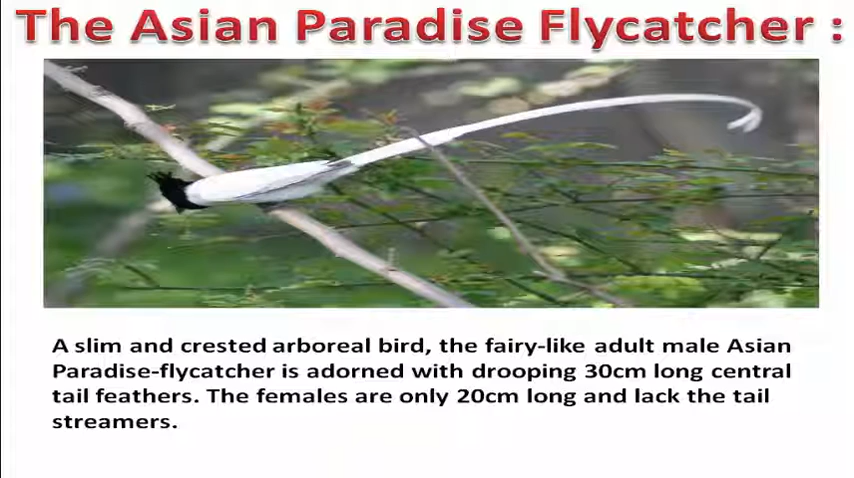 The Asian Paradise Flycatcher :
A slim and crested arboreal bird, the fairy-like adult male Asian
Paradise-flycatcher is adorned with drooping 30cm long central
tail feathers. The females are only 20cm long and lack the tail
streamers.